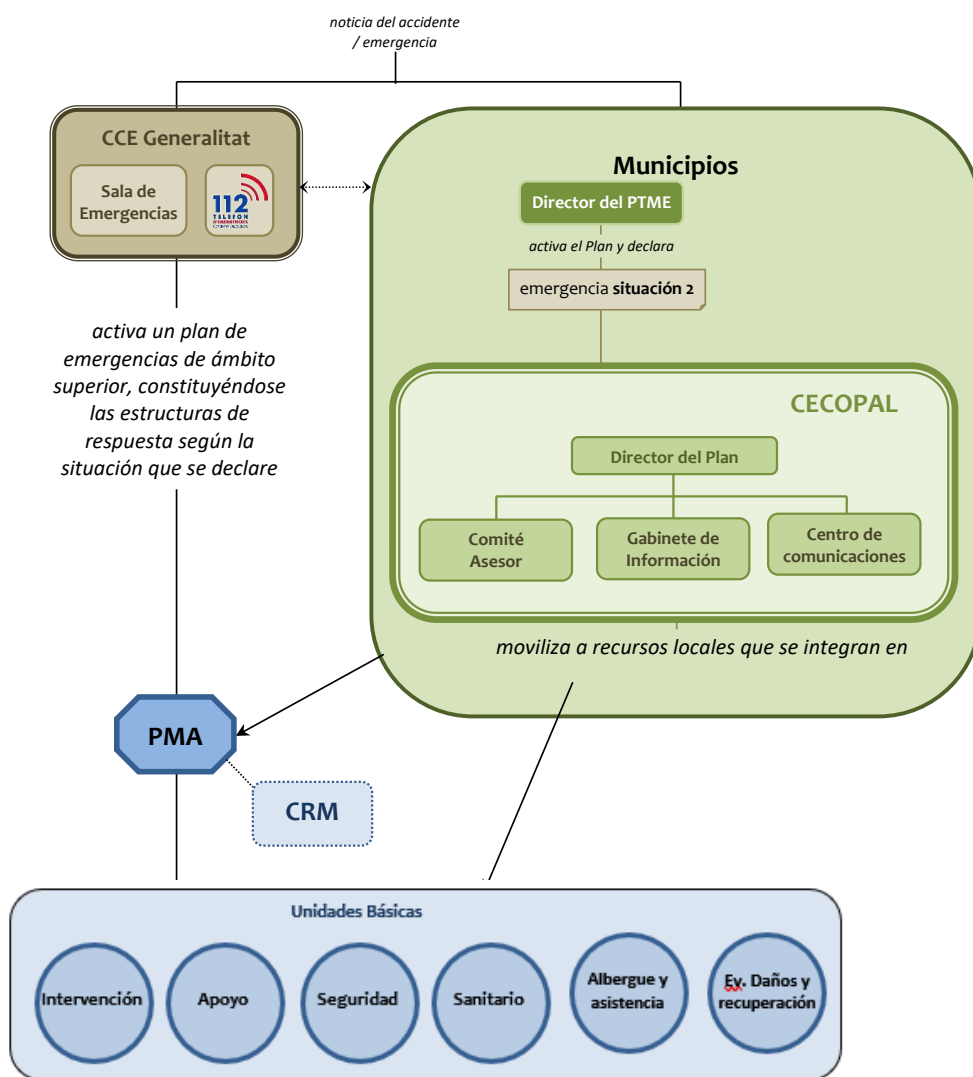 noticia del accidente
/ emergencia
CCE Generalitat
Sala de
Emergencias
112
TELÈFON
D'EMERGÈNCIES
Municipios
Director del PTME
activa el Plan y declara
emergencia situación 2
activa un plan de
emergencias de ámbito
superior, constituyéndose
las estructuras de
respuesta según la
situación que se declare
CECOPAL
Director del Plan
Comité
Asesor
Gabinete de
Información
Centro de
comunicaciones
moviliza a recursos locales que se integran en
PMA
CRM
Unidades Básicas
Intervención
Apoyo
Seguridad
Sanitario
Albergue y
asistencia
Ev. Daños y
recuperación